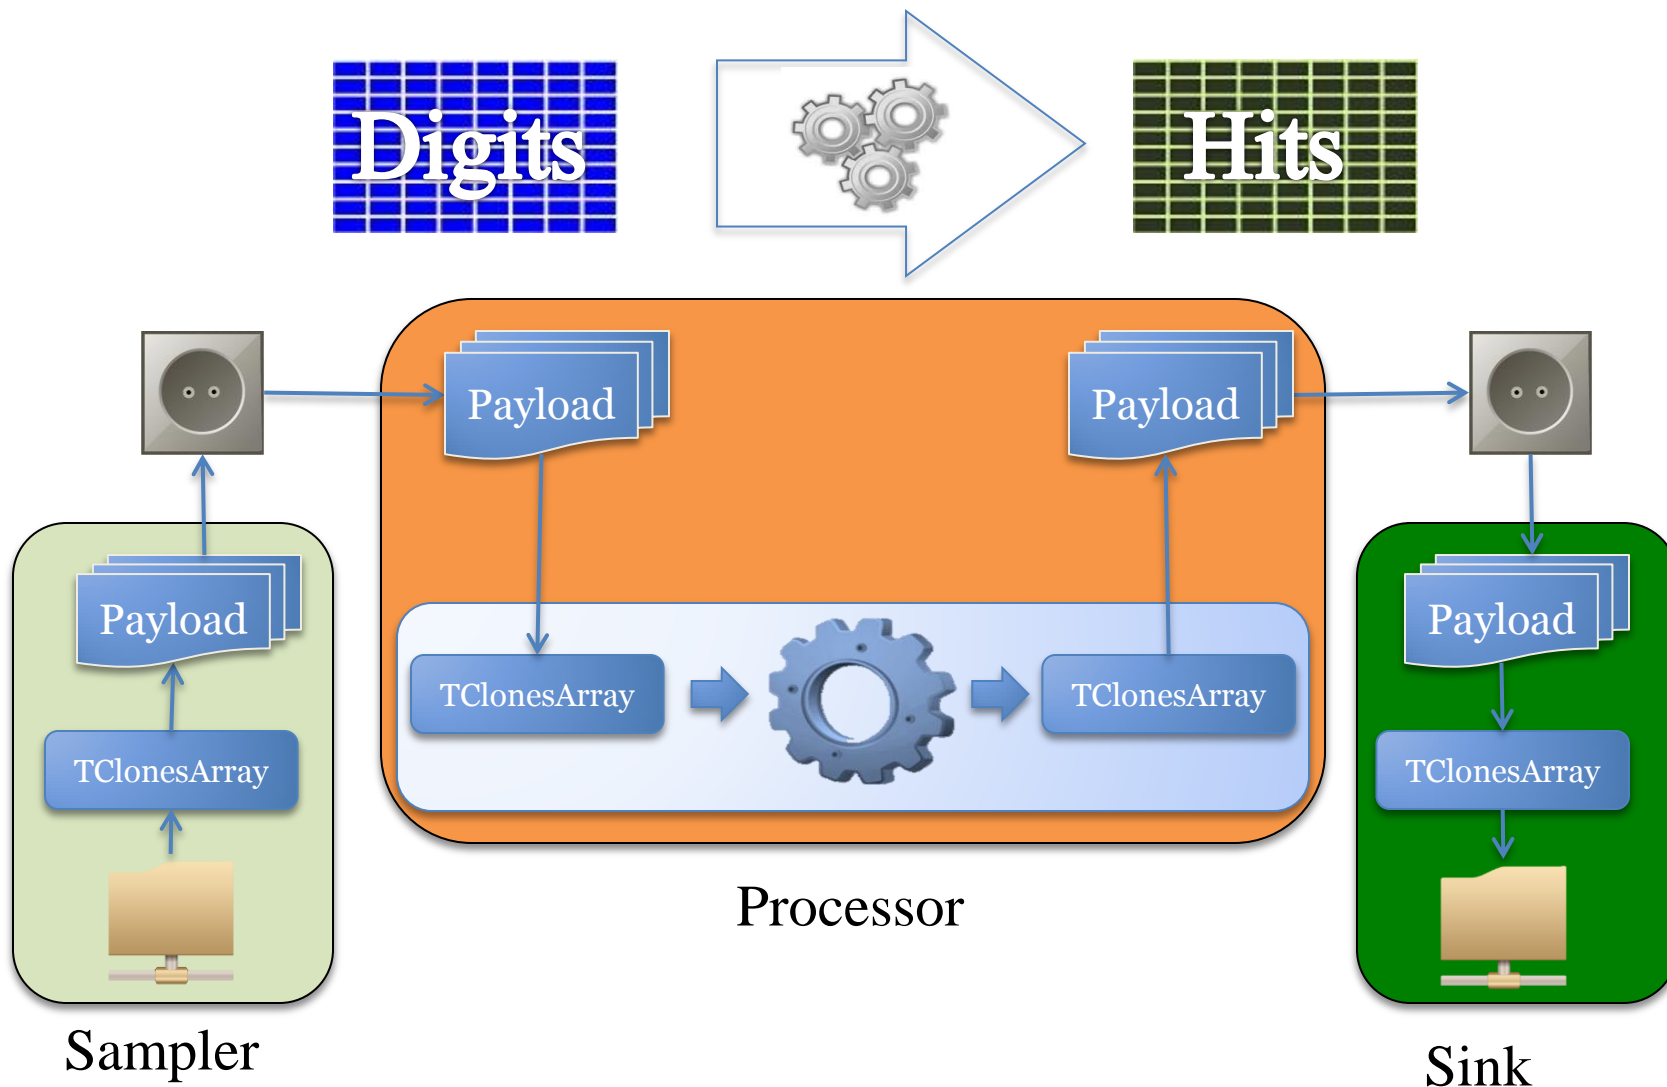 Digits
Hits
Payload
Payload
Payload
Payload
TClonesArray
TClonesArray
TClonesArray
TClonesArray
Processor
Sampler
Sink